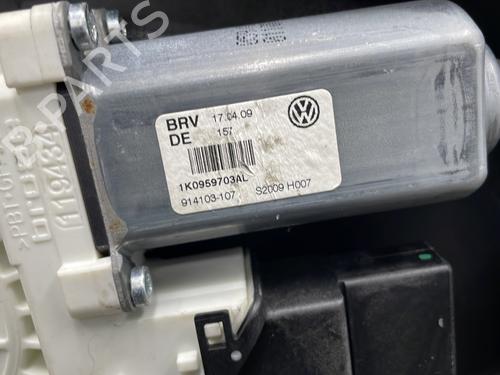 BRV 17.04.09
DE 157
1K0959703AL
914103-107 S2009 H007
119434
B-PARTS